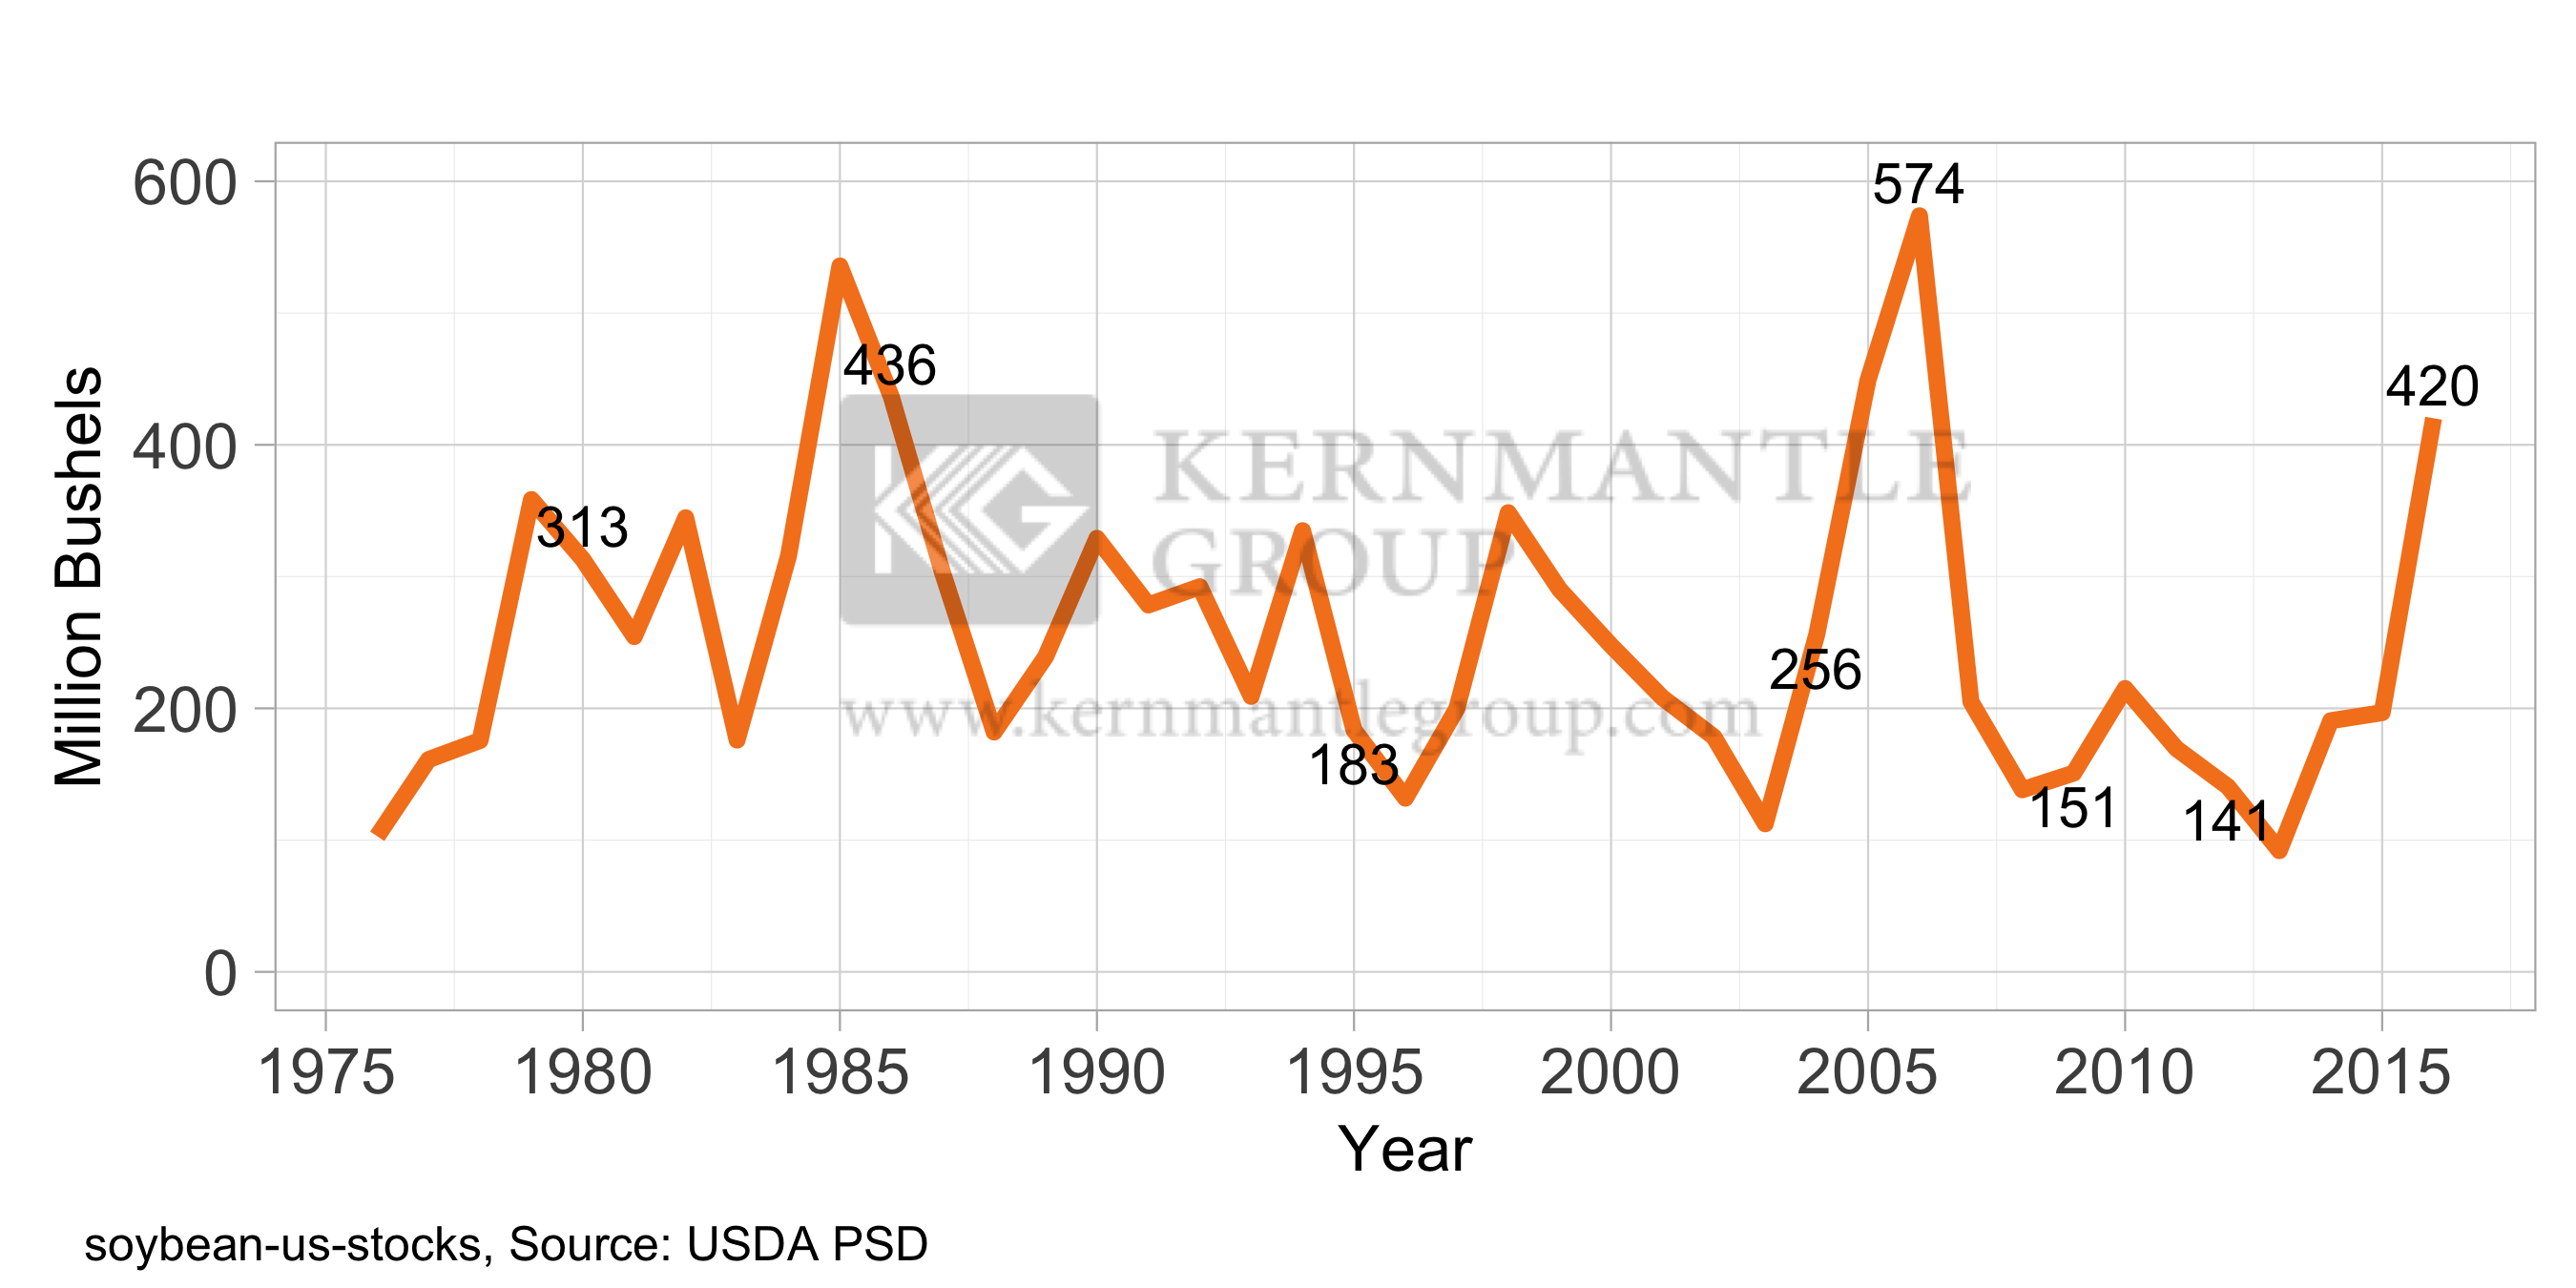 600
400
200
0
Million Bushels
313
436
183
256
574
151
141
420
KERNMANTLE
GROUP
www.kernmantlegroup.com
1975 1980 1985 1990 1995 2000 2005 2010 2015
Year
soybean-us-stocks, Source: USDA PSD